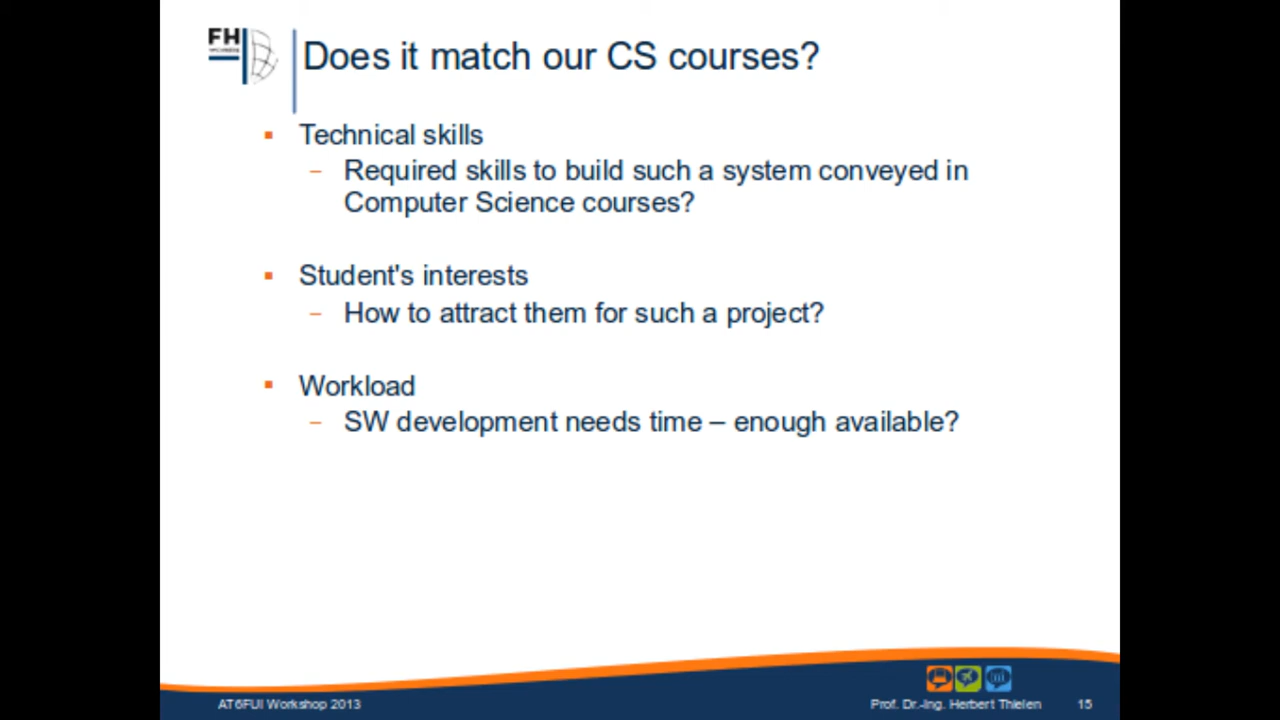 FH
Does it match our CS courses?
Technical skills
– Required skills to build such a system conveyed in
Computer Science courses?
Student's interests
– How to attract them for such a project?
Workload
– SW development needs time – enough available?
AT6FUI Workshop 2013
Prof. Dr.-Ing. Herbert Thielen
15